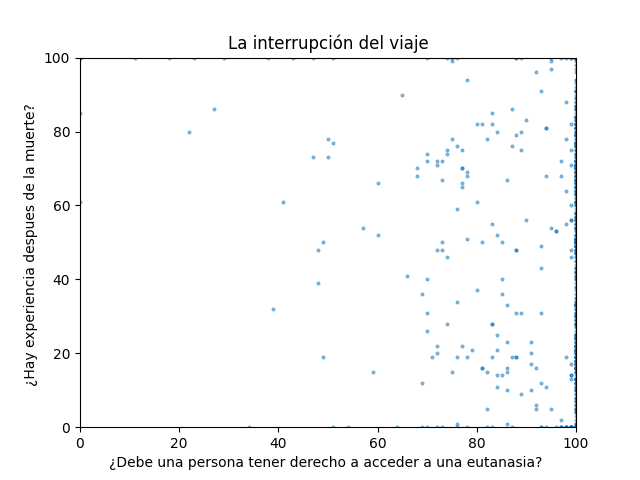 La interrupción del viaje
¿Hay experiencia despues de la muerte?
100
80
60
40
20
0
0 20 40 60 80 100
¿Debe una persona tener derecho a acceder a una eutanasia?